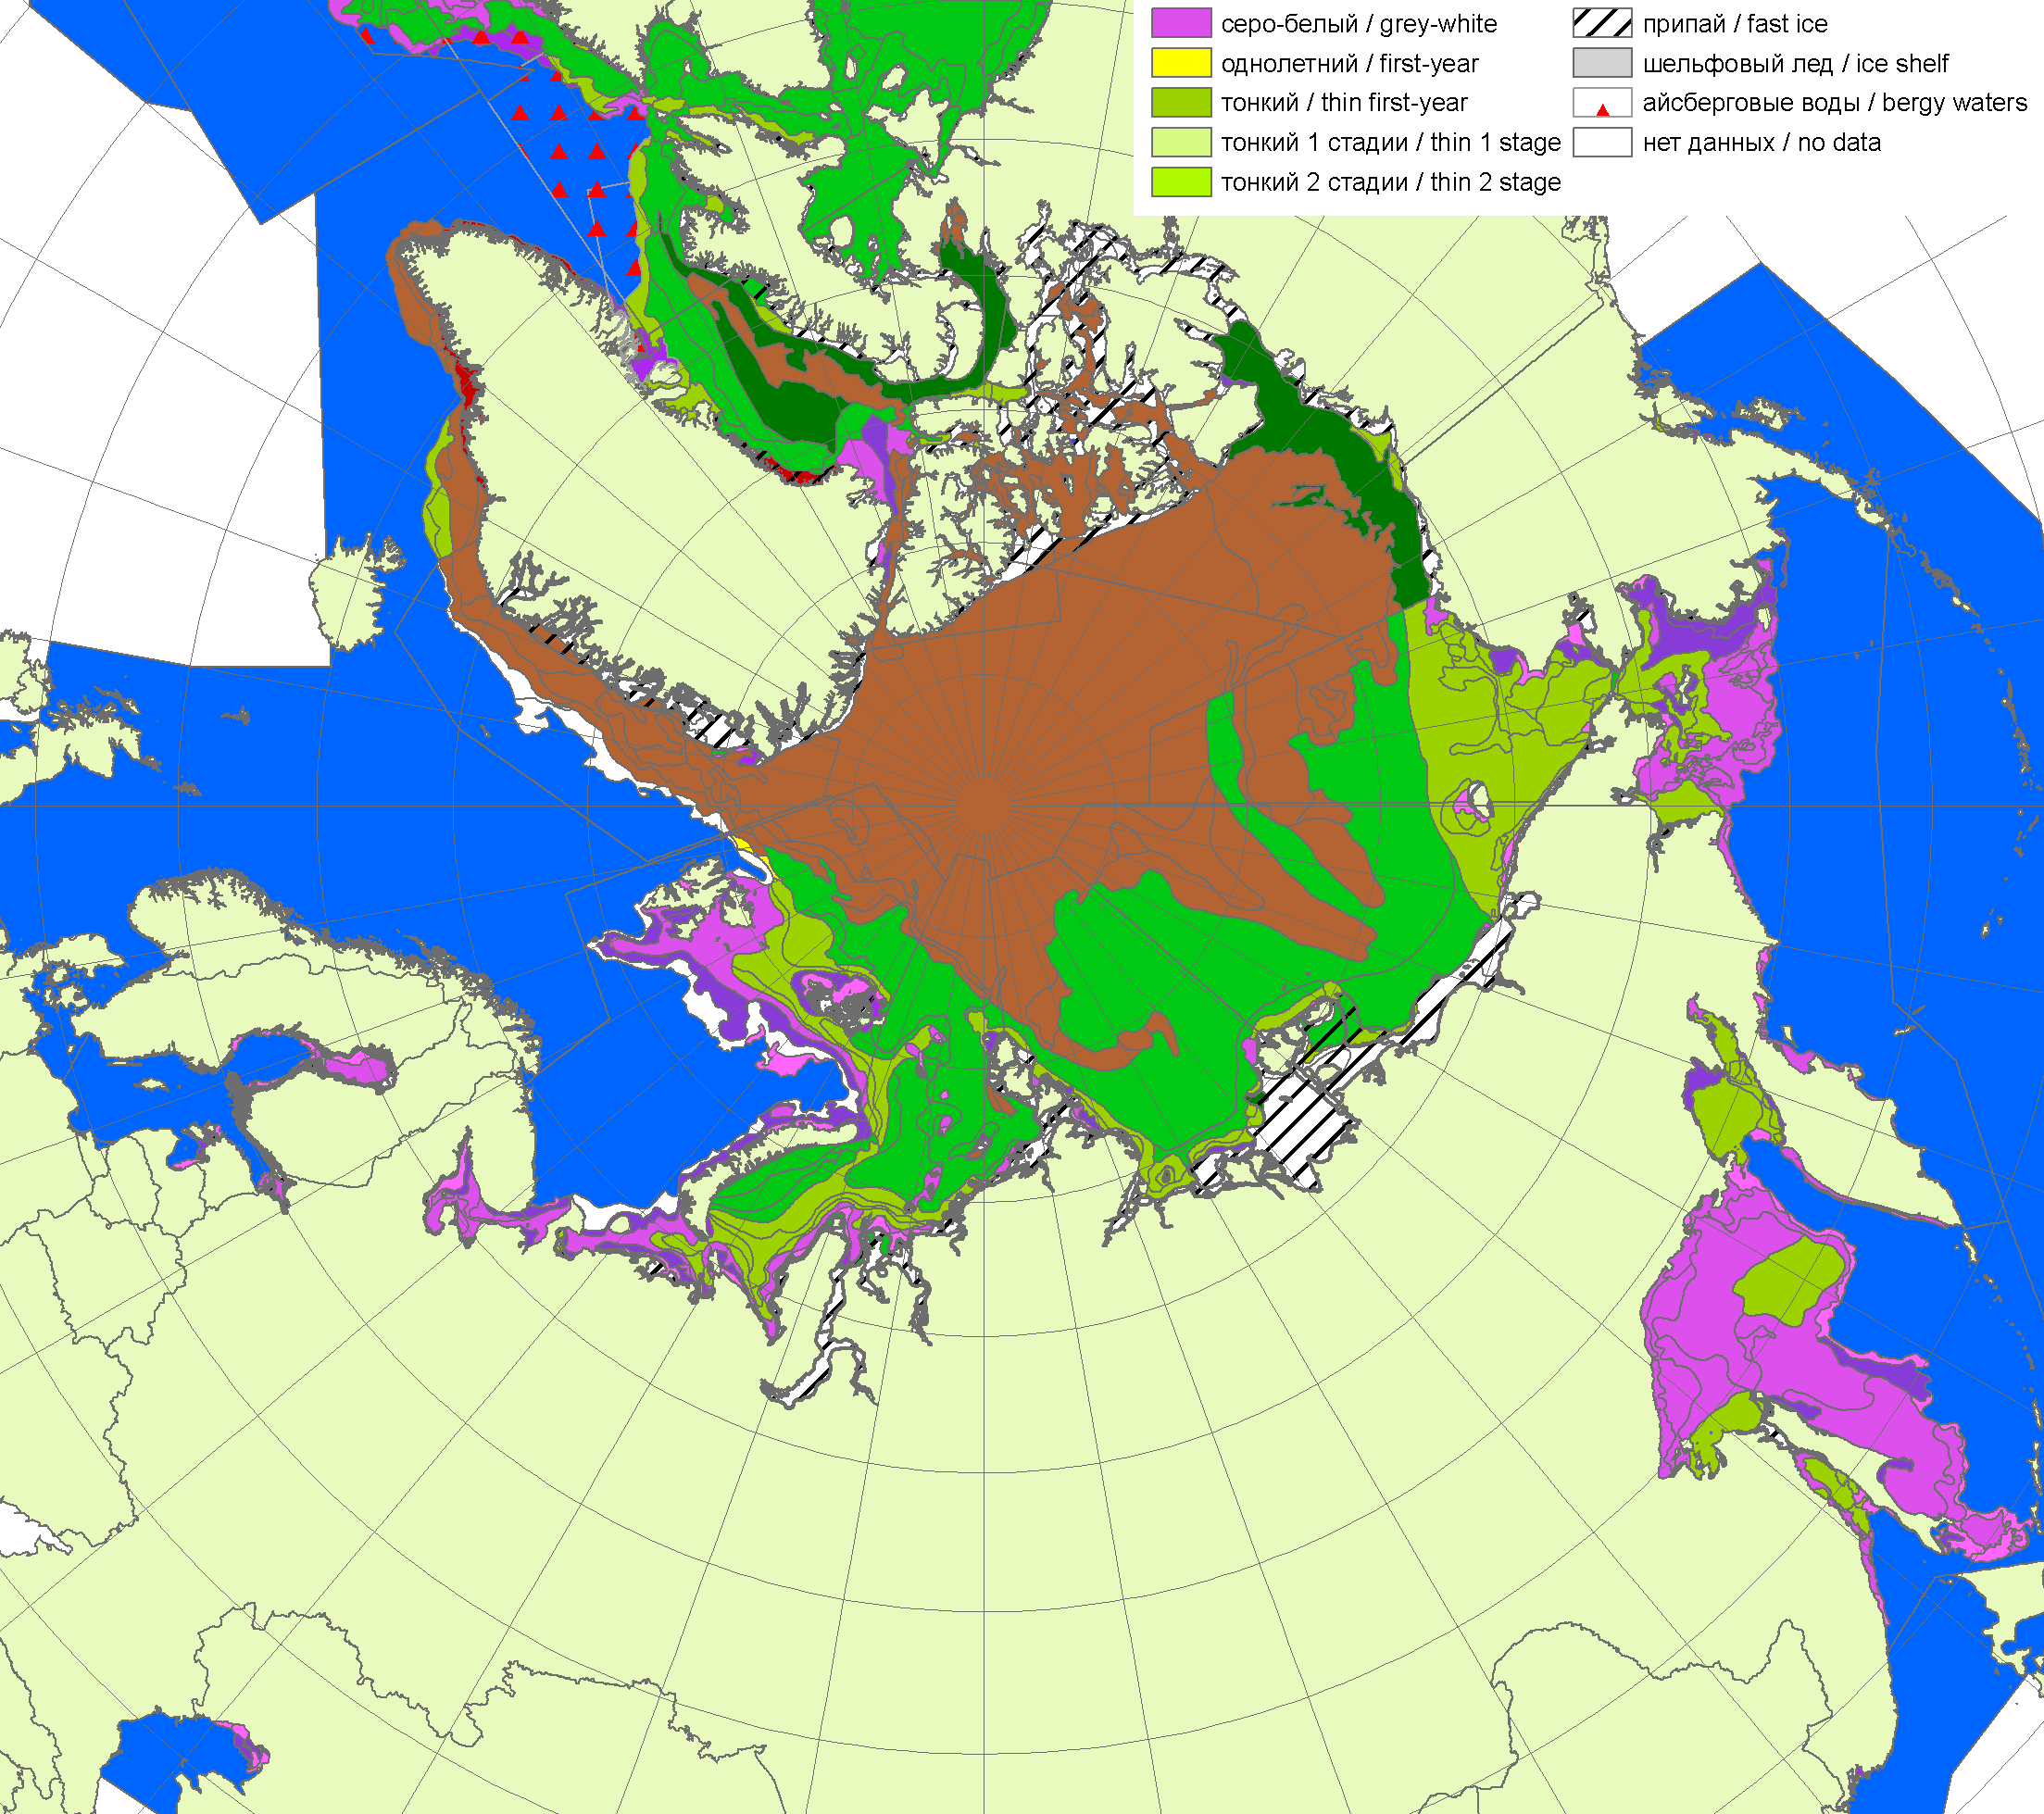 серо-белый / grey-white
однолетний / first-year
тонкий / thin first-year
тонкий 1 стадии / thin 1 stage
тонкий 2 стадии / thin 2 stage
припай / fast ice
шельфовый лед / ice shelf
айсберговые воды / bergy waters
нет данных / no data